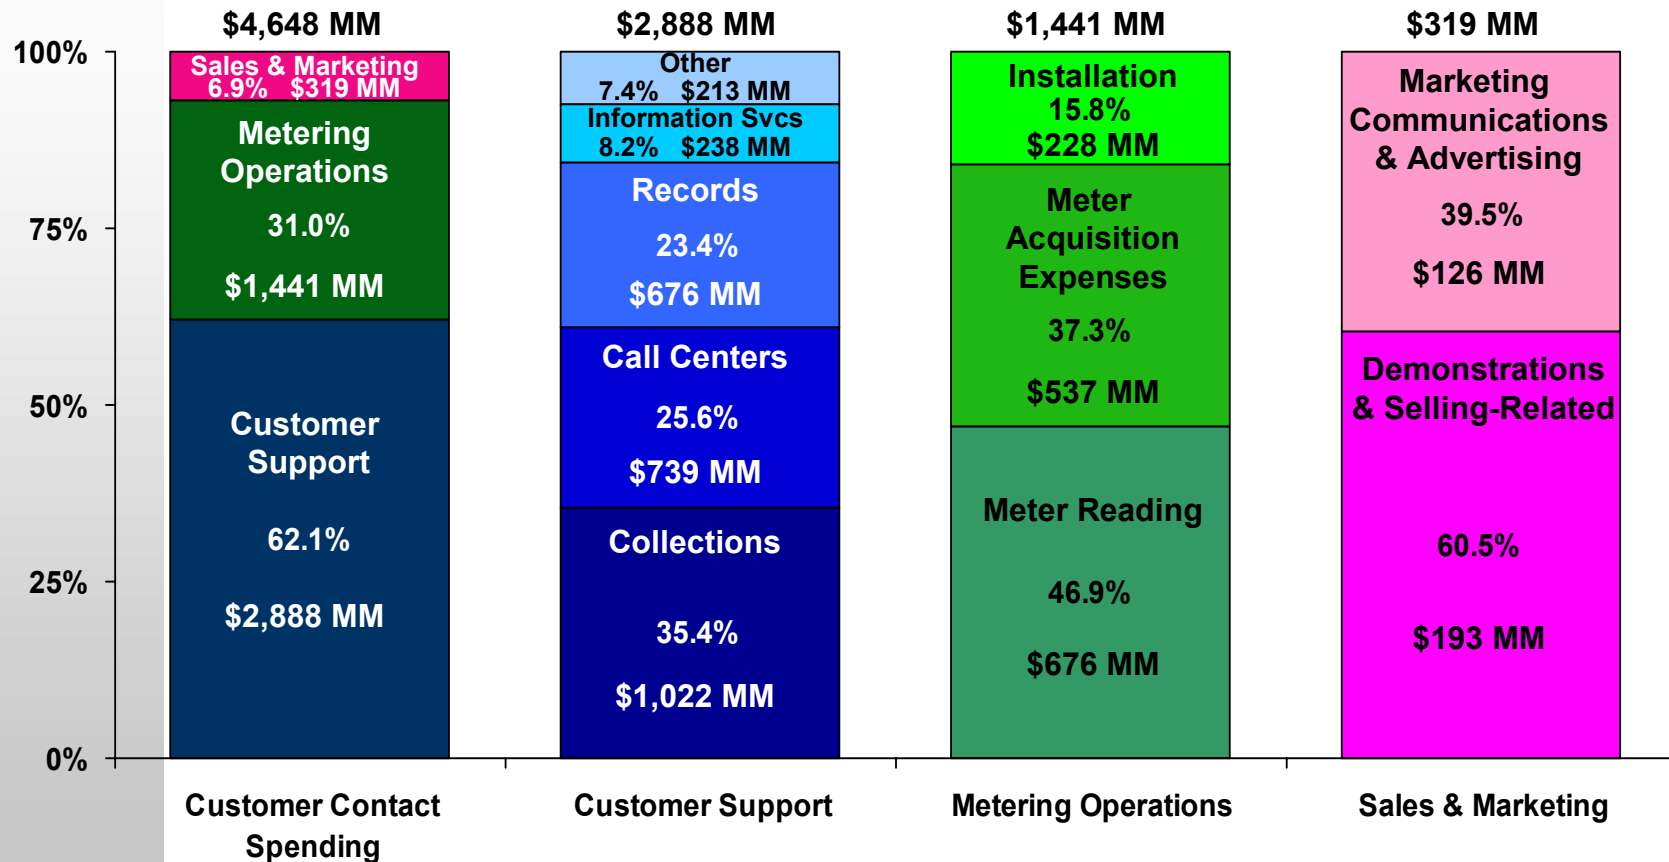 $4,648 MM
$2,888 MM
$1,441 MM
$319 MM
100%
75%
50%
25%
0%
Sales & Marketing
6.9% $319 MM
Metering
Operations
31.0%
$1,441 MM
Customer
Support
62.1%
$2,888 MM
Other
7.4% $213 MM
Information Svcs
8.2% $238 MM
Records
23.4%
$676 MM
Call Centers
25.6%
$739 MM
Collections
35.4%
$1,022 MM
Installation
15.8%
$228 MM
Meter
Acquisition
Expenses
37.3%
$537 MM
Meter Reading
46.9%
$676 MM
Marketing
Communications
& Advertising
39.5%
$126 MM
Demonstrations
& Selling-Related
60.5%
$193 MM
Customer Contact
Spending
Customer Support
Metering Operations
Sales & Marketing